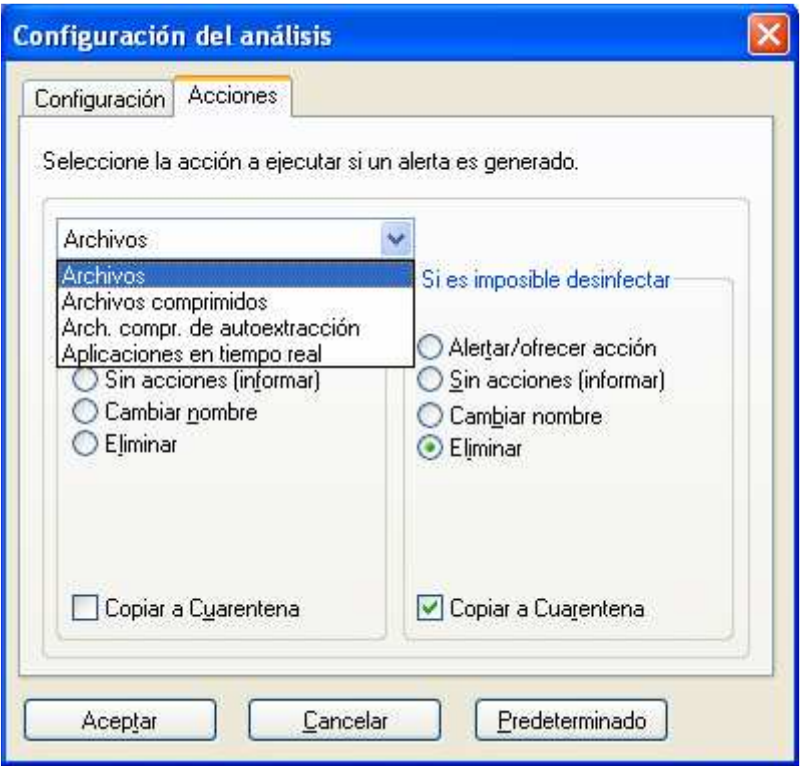 Configuración del análisis
Configuración
Acciones
Seleccione la acción a ejecutar si un alerta es generado.
Archivos
Archivos
Archivos comprimidos
Arch. compr. de autoextracción
Aplicaciones en tiempo real
Sin acciones (informar)
Cambiar nombre
Eliminar
Copiar a Cuarentena
Si es imposible desinfectar
Alertar/ofrecer acción
Sin acciones (informar)
Cambiar nombre
Eliminar
Copiar a Cuarentena
Aceptar
Cancelar
Predeterminado